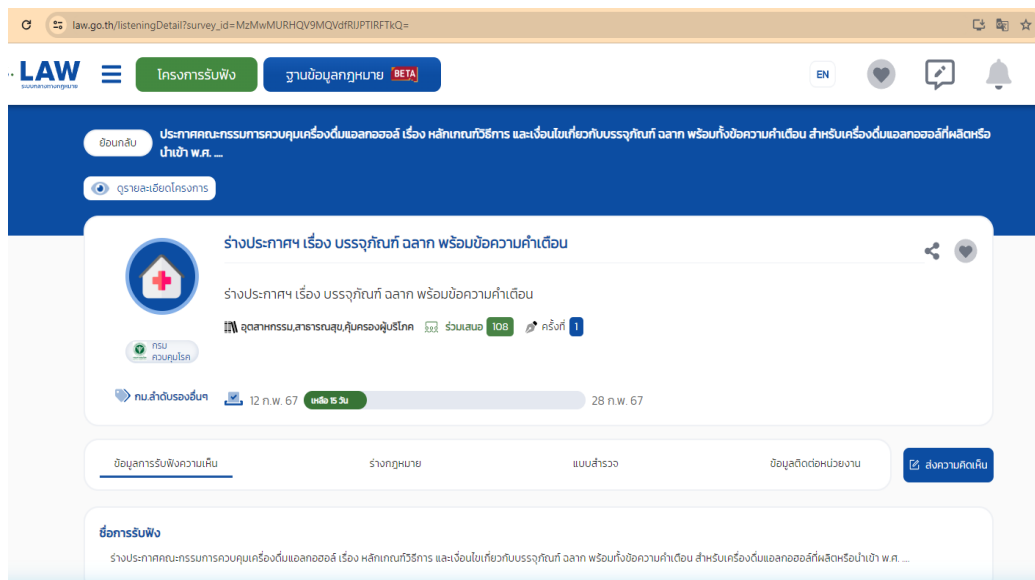 law.go.th/listeningDetail?survey_id=MzMwMURHQV9MQVdfRlJPTlRFTkQ=
LAW
ระบบกลางทางกฎหมาย
โครงการรับฟัง
ฐานข้อมูลกฎหมาย BETA
EN
ย้อนกลับ
ประกาศคณะกรรมการควบคุมเครื่องดื่มแอลกอฮอล์ เรื่อง หลักเกณฑ์วิธีการ และเงื่อนไขเกี่ยวกับบรรจุภัณฑ์ ฉลาก พร้อมทั้งข้อความคำเตือน สำหรับเครื่องดื่มแอลกอฮอล์ที่ผลิตหรือ
นำเข้า พ.ศ. ....
ดูรายละเอียดโครงการ
ร่างประกาศฯ เรื่อง บรรจุภัณฑ์ ฉลาก พร้อมข้อความคำเตือน
ร่างประกาศฯ เรื่อง บรรจุภัณฑ์ ฉลาก พร้อมข้อความคำเตือน
อุตสาหกรรม,สาธารณสุข,คุ้มครองผู้บริโภค ร่วมเสนอ 108 ครั้งที่ 1
กรม
ควบคุมโรค
กม.ลำดับรองอื่นๆ
12 ก.พ. 67 เหลือ 15 วัน 28 ก.พ. 67
ข้อมูลการรับฟังความเห็น
ร่างกฎหมาย
แบบสำรวจ
ข้อมูลติดต่อหน่วยงาน
ส่งความคิดเห็น
ชื่อการรับฟัง
ร่างประกาศคณะกรรมการควบคุมเครื่องดื่มแอลกอฮอล์ เรื่อง หลักเกณฑ์วิธีการ และเงื่อนไขเกี่ยวกับบรรจุภัณฑ์ ฉลาก พร้อมทั้งข้อความคำเตือน สำหรับเครื่องดื่มแอลกอฮอล์ที่ผลิตหรือนำเข้า พ.ศ. ....